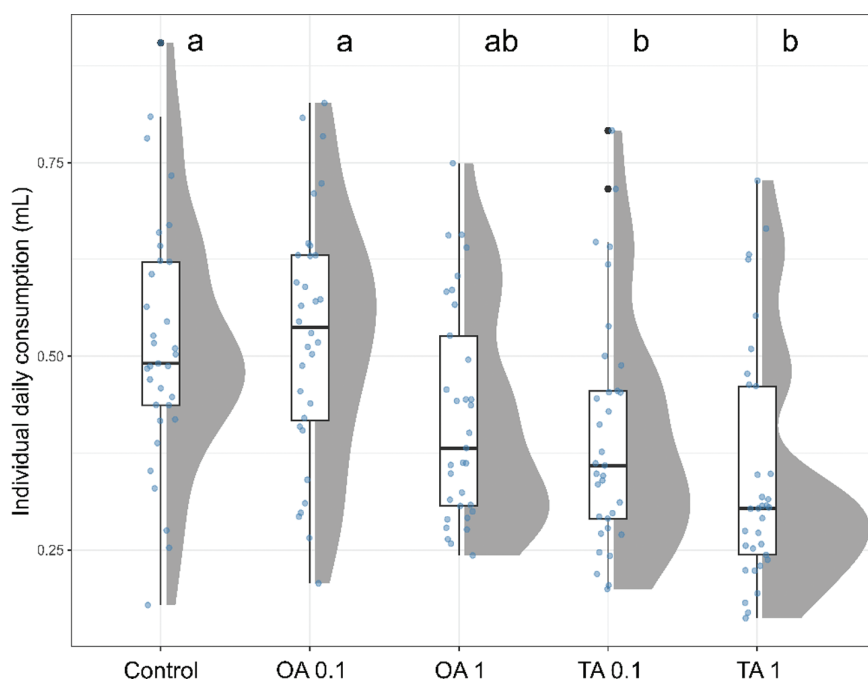 a a ab b b
0.75
0.50
0.25
Individual daily consumption (mL)
Control OA 0.1 OA 1 TA 0.1 TA 1